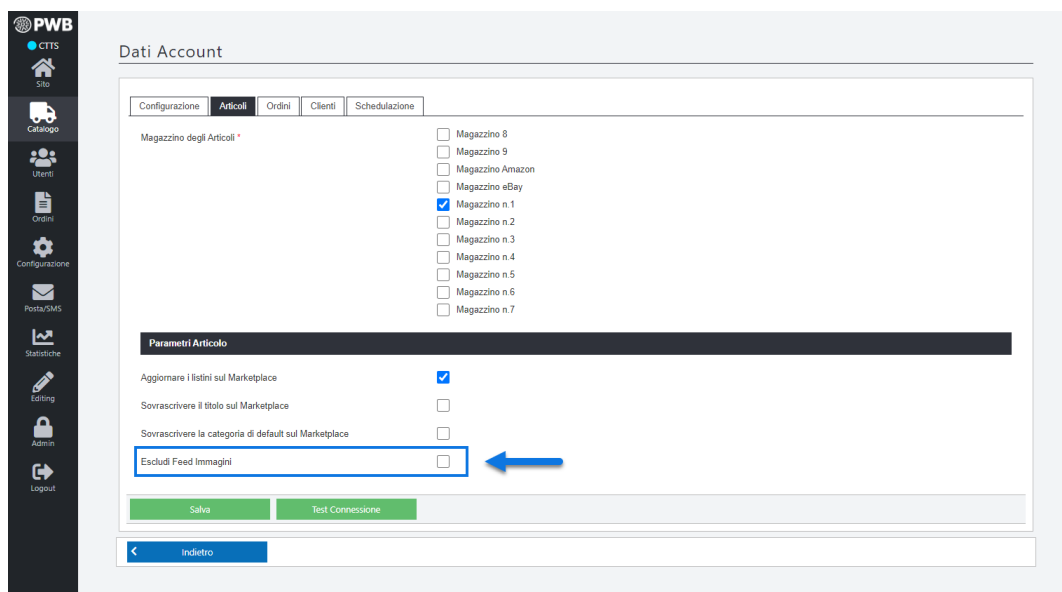 PWB
CTTS
Sito
Catalogo
Utenti
Ordini
Configurazione
Posta/SMS
Statistiche
Editing
Admin
Logout
Dati Account
Configurazione Articoli Ordini Clienti Schedulazione
Magazzino degli Articoli *
Magazzino 8
Magazzino 9
Magazzino Amazon
Magazzino eBay
Magazzino n.1
Magazzino n.2
Magazzino n.3
Magazzino n.4
Magazzino n.5
Magazzino n.6
Magazzino n.7
Parametri Articolo
Aggiornare i listini sul Marketplace
Sovrascrivere il titolo sul Marketplace
Sovrascrivere la categoria di default sul Marketplace
Escludi Feed Immagini
Salva Test Connessione
Indietro